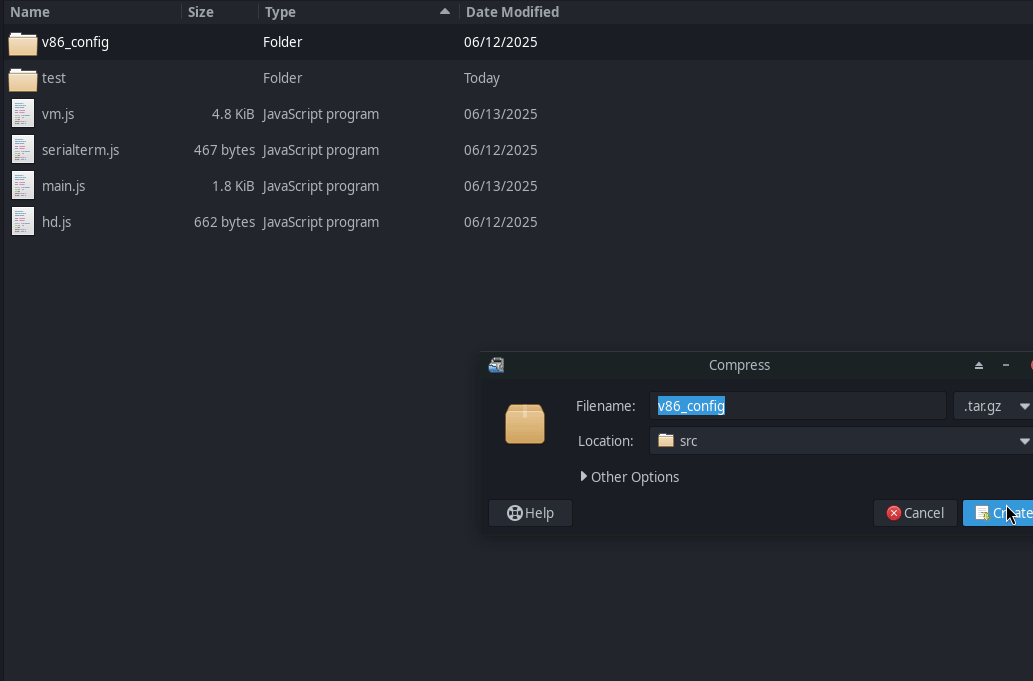 Name Size Type Date Modified
v86_config Folder 06/12/2025
test Folder Today
vm.js 4.8 KiB JavaScript program 06/13/2025
serialterm.js 467 bytes JavaScript program 06/12/2025
main.js 1.8 KiB JavaScript program 06/13/2025
hd.js 662 bytes JavaScript program 06/12/2025
Compress
Filename: v86_config .tar.gz
Location: src
Other Options
Help Cancel Create